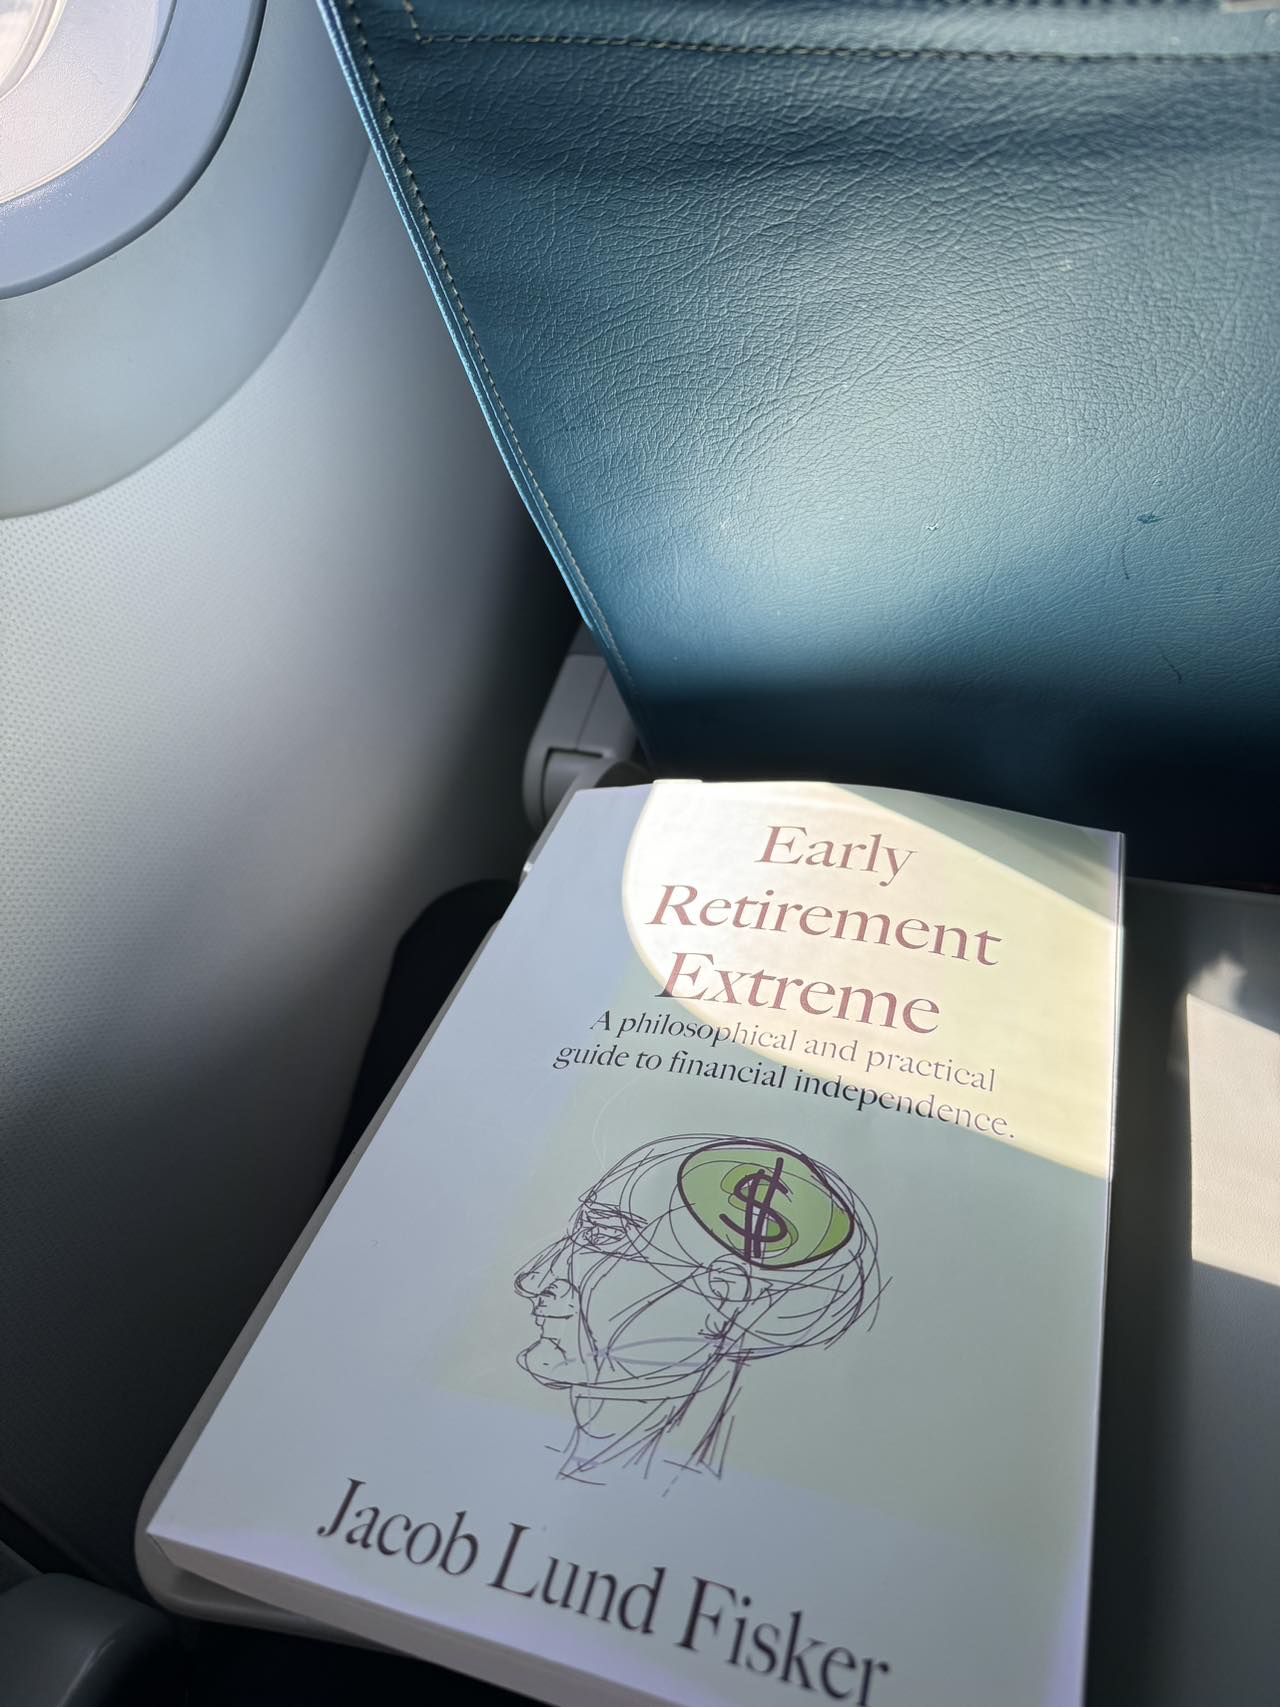 Early
Retirement
Extreme
A philosophical and practical
guide to financial independence.
$
Jacob Lund Fisker